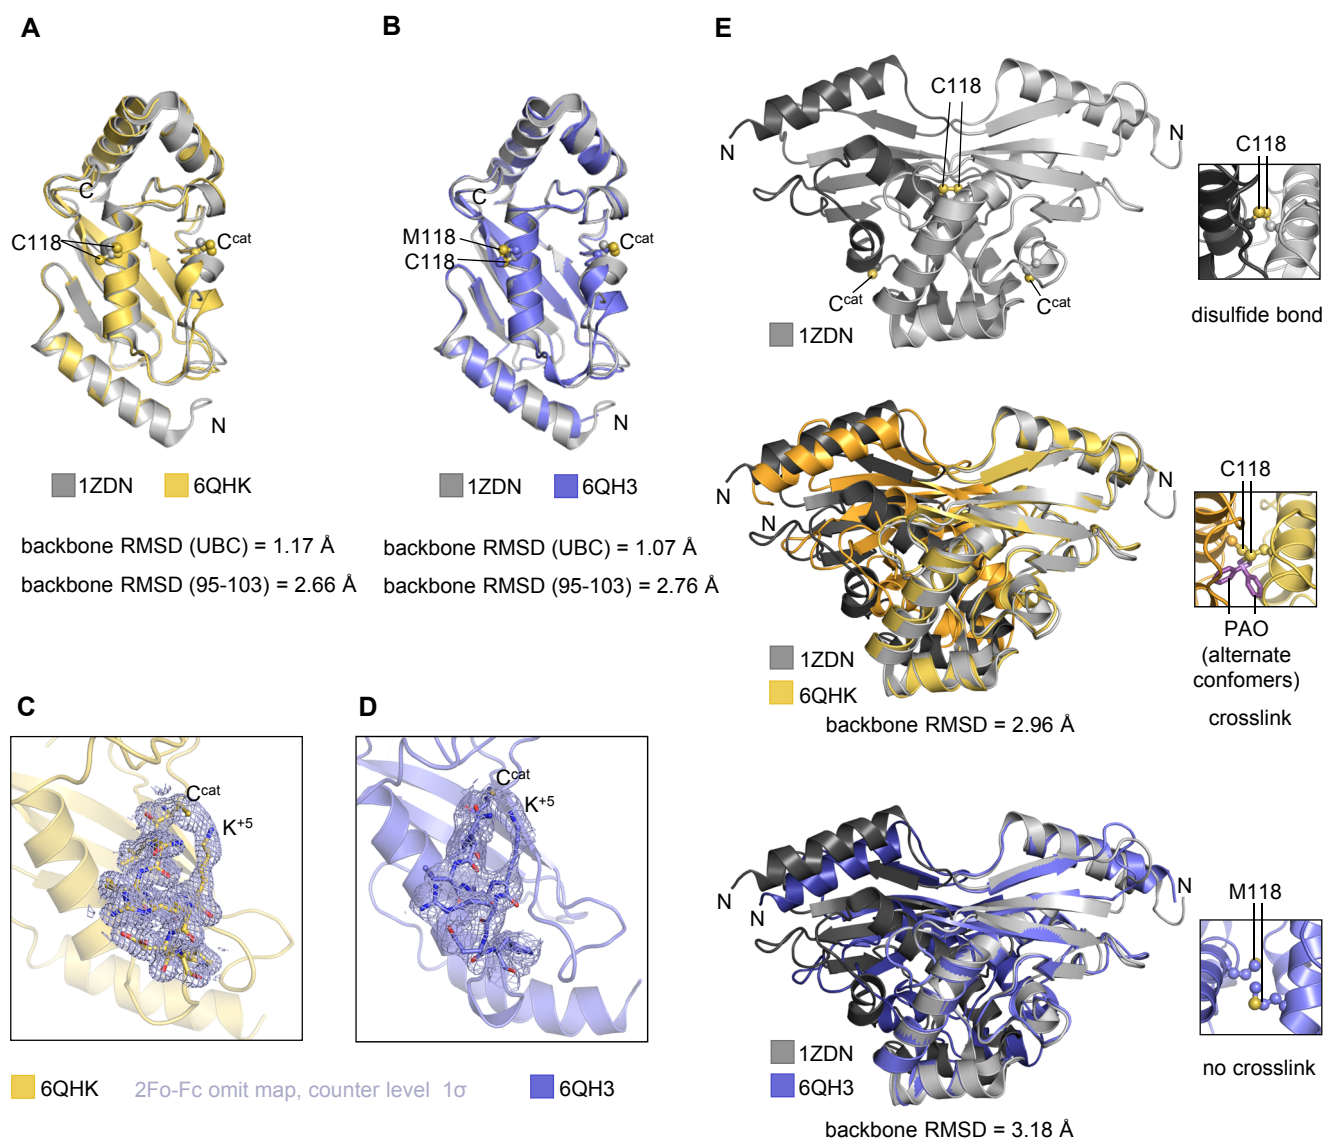 A
C
C118
Cᶜᵃᵗ
N
1ZDN 6QHK
backbone RMSD (UBC) = 1.17 Å
backbone RMSD (95-103) = 2.66 Å
B
C
M118
C118
Cᶜᵃᵗ
N
1ZDN 6QH3
backbone RMSD (UBC) = 1.07 Å
backbone RMSD (95-103) = 2.76 Å
C
Cᶜᵃᵗ
K⁺⁵
6QHK
D
Cᶜᵃᵗ
K⁺⁵
2Fo-Fc omit map, counter level 1σ
6QH3
E
C118
N
N
Cᶜᵃᵗ
Cᶜᵃᵗ
1ZDN
C118
disulfide bond
N
N
N
1ZDN
6QHK
backbone RMSD = 2.96 Å
C118
PAO
(alternate
confomers)
crosslink
N
N
N
1ZDN
6QH3
backbone RMSD = 3.18 Å
M118
no crosslink